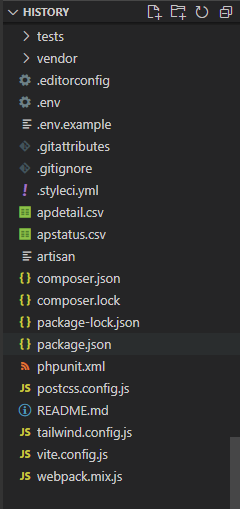 HISTORY
tests
vendor
.editorconfig
.env
.env.example
.gitattributes
.gitignore
.styleci.yml
apdetail.csv
apstatus.csv
artisan
composer.json
composer.lock
package-lock.json
package.json
phpunit.xml
postcss.config.js
README.md
tailwind.config.js
vite.config.js
webpack.mix.js